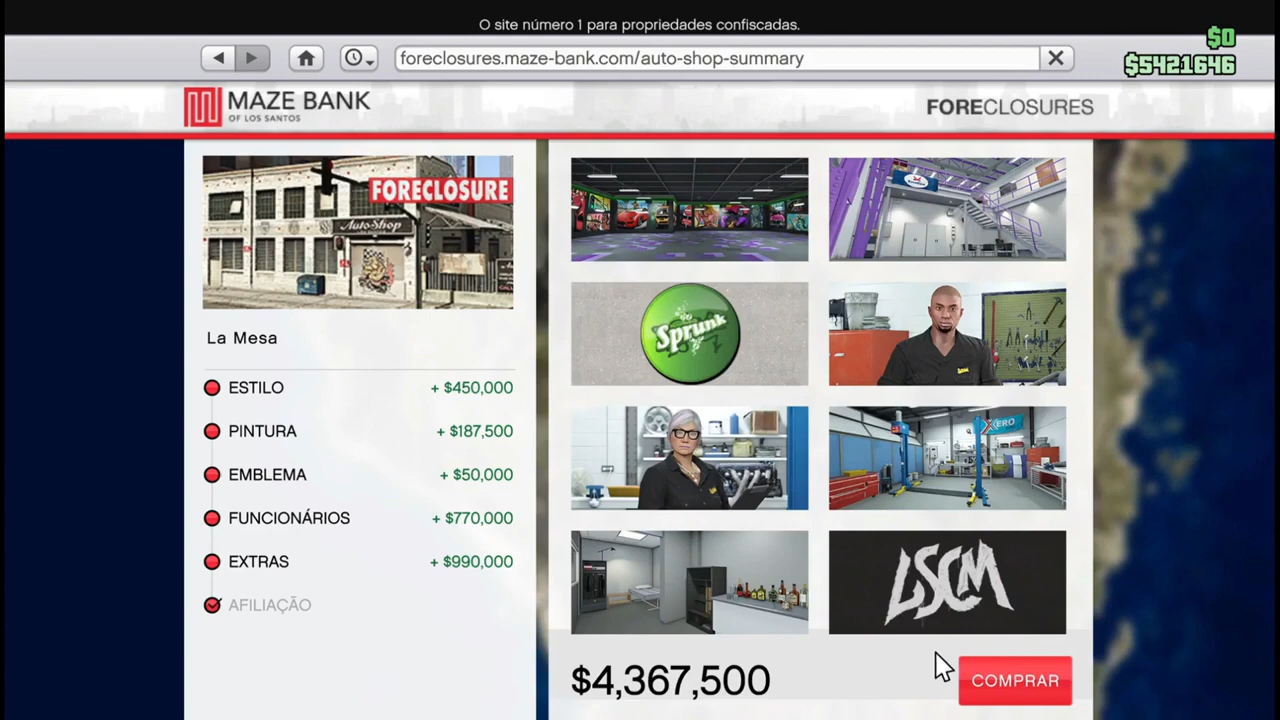 O site número 1 para propriedades confiscadas.
$0
foreclosures.maze-bank.com/auto-shop-summary
$5421646
MAZE BANK
OF LOS SANTOS
FORECLOSURES
FORECLOSURE
Auto Shop
La Mesa
ESTILO + $450,000
PINTURA + $187,500
EMBLEMA + $50,000
FUNCIONÁRIOS + $770,000
EXTRAS + $990,000
AFILIAÇÃO
Sprunk
XERO
LSCM
$4,367,500
COMPRAR